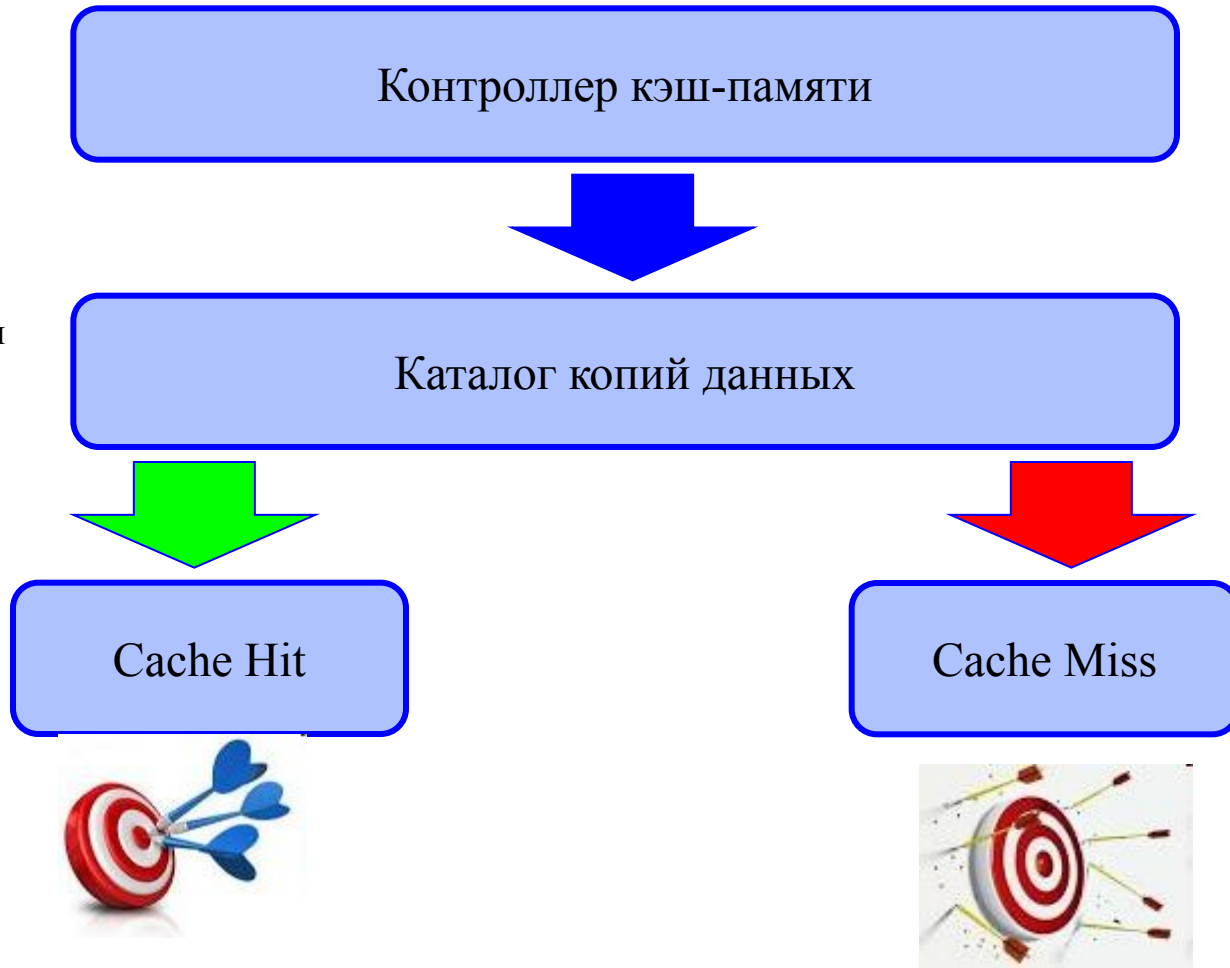 Контроллер кэш-памяти
Каталог копий данных
Cache Hit
Cache Miss